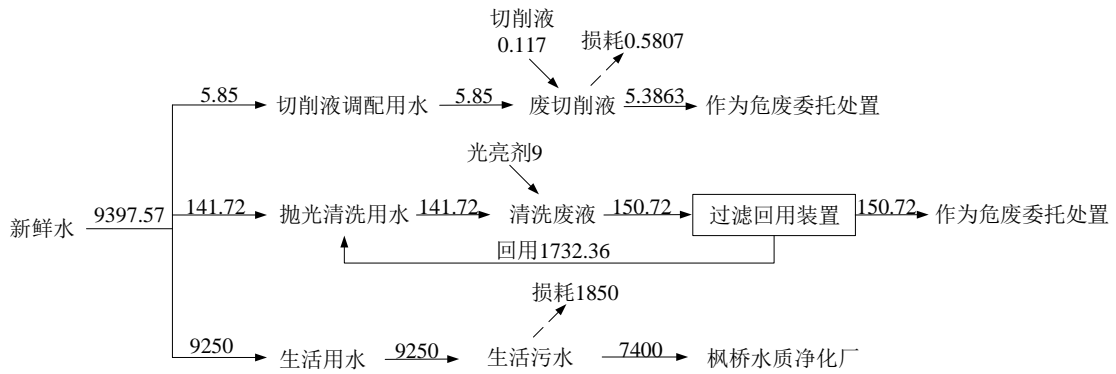 切削液
0.117
损耗0.5807
5.85
切削液调配用水
5.85
废切削液
5.3863
作为危废委托处置
光亮剂9
新鲜水
9397.57
141.72
抛光清洗用水
141.72
清洗废液
150.72
过滤回用装置
150.72
作为危废委托处置
回用1732.36
损耗1850
9250
生活用水
9250
生活污水
7400
枫桥水质净化厂